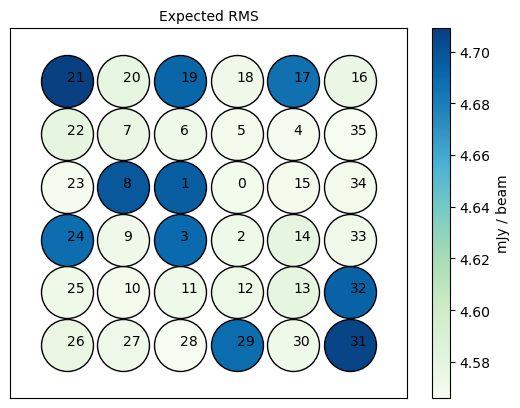 Expected RMS
21 20 19 18 17 16
22 7 6 5 4 35
23 8 1 0 15 34
24 9 3 2 14 33
25 10 11 12 13 32
26 27 28 29 30 31
4.70
4.68
4.66
4.64
4.62
4.60
4.58
mJy / beam